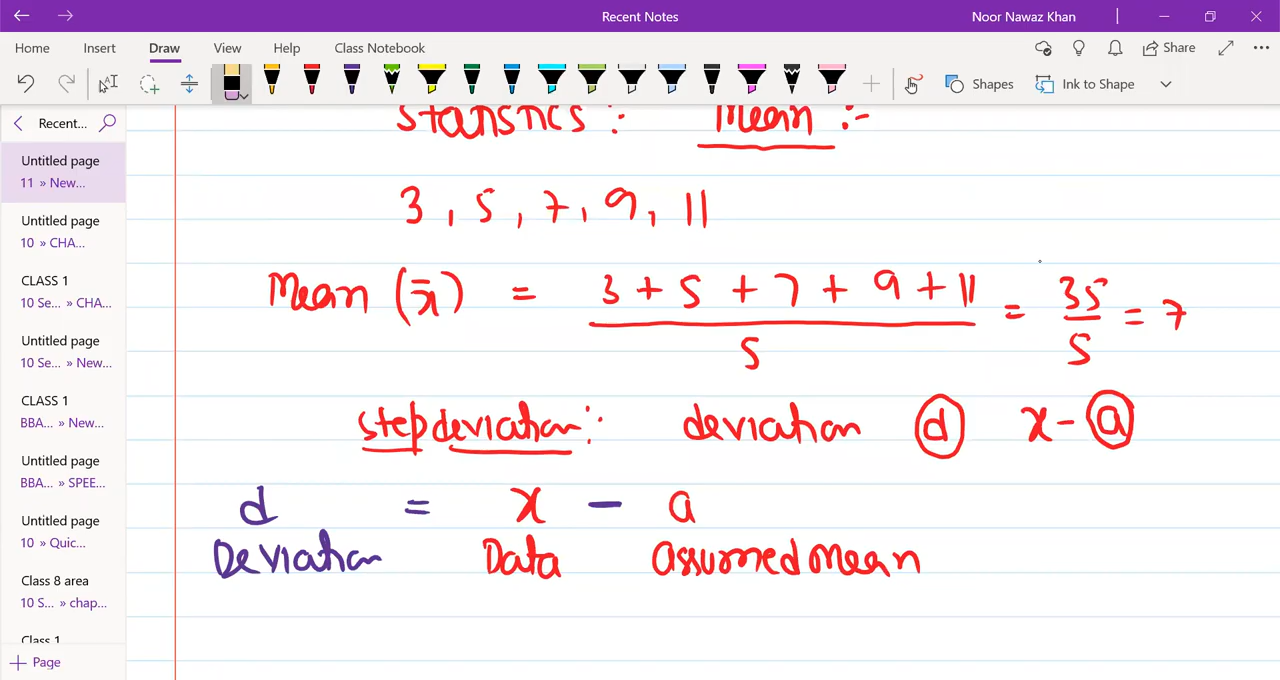 Recent Notes
Noor Nawaz Khan
Home Insert Draw View Help Class Notebook
Share
Shapes Ink to Shape
Recent...
Untitled page
11 » New...
Untitled page
10 » CHA...
CLASS 1
10 Se... » CHA...
Untitled page
10 Se... » New...
CLASS 1
BBA... » New...
Untitled page
BBA... » SPEE...
Untitled page
10 » Quic...
Class 8 area
10 S... » chap...
Class 1
+ Page
Statistics : Mean :-
3 , 5 , 7 , 9 , 11
Mean (x̄) = 3 + 5 + 7 + 9 + 11 / 5 = 35 / 5 = 7
step deviation : deviation d x - a
d = x - a
Deviation Data Assumed Mean